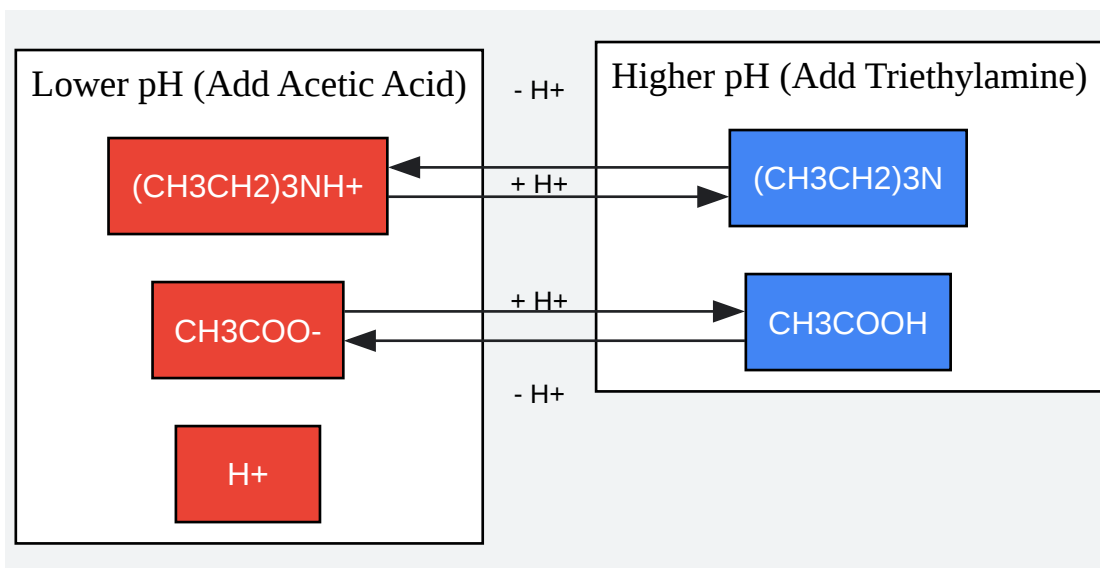 Lower pH (Add Acetic Acid)
- H+
Higher pH (Add Triethylamine)
(CH3CH2)3NH+
+ H+
(CH3CH2)3N
CH3COO-
+ H+
CH3COOH
- H+
H+